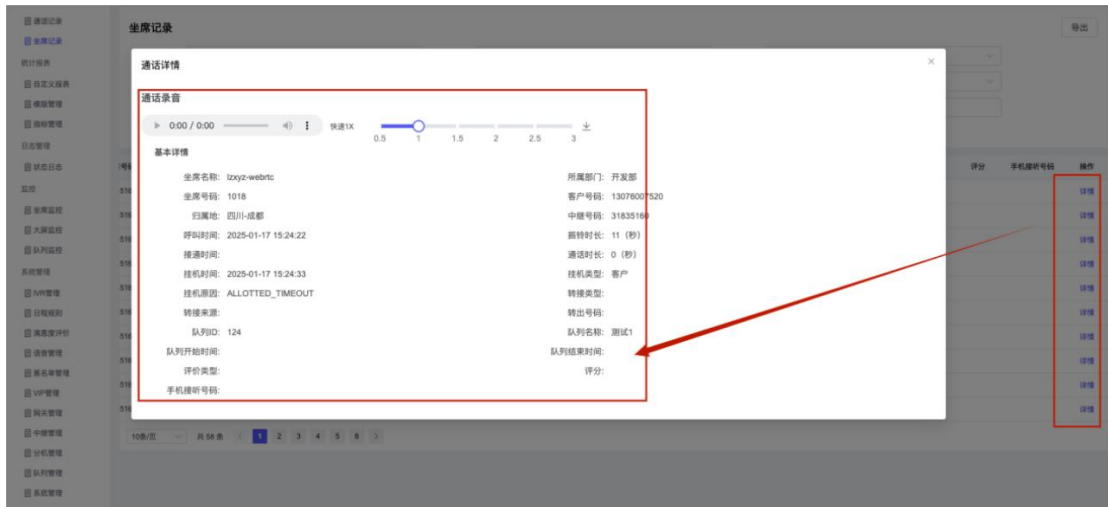 通话记录
坐席记录
统计报表
自定义报表
模版管理
指标管理
日志管理
状态日志
监控
坐席监控
大屏监控
队列监控
系统管理
IVR管理
日程规则
满意度评价
语音管理
黑名单管理
VIP管理
网关管理
中继管理
分机管理
队列管理
系统管理
坐席记录
导出
通话详情
×
通话录音
0:00 / 0:00
快速1X
0.5 1 1.5 2 2.5 3
基本详情
坐席名称: lzxyz-webrtc 所属部门: 开发部
坐席号码: 1018 客户号码: 13076007520
归属地: 四川-成都 中继号码: 31835160
呼叫时间: 2025-01-17 15:24:22 振铃时长: 11（秒）
接通时间: 通话时长: 0（秒）
挂机时间: 2025-01-17 15:24:33 挂机类型: 客户
挂机原因: ALLOTTED_TIMEOUT 转接类型:
转接来源: 转出号码:
队列ID: 124 队列名称: 测试1
队列开始时间: 队列结束时间:
评价类型: 评分:
手机接听号码:
评分 手机接听号码 操作
详情
详情
详情
详情
详情
详情
详情
详情
详情
详情
10条/页 共 58 条 1 2 3 4 5 6